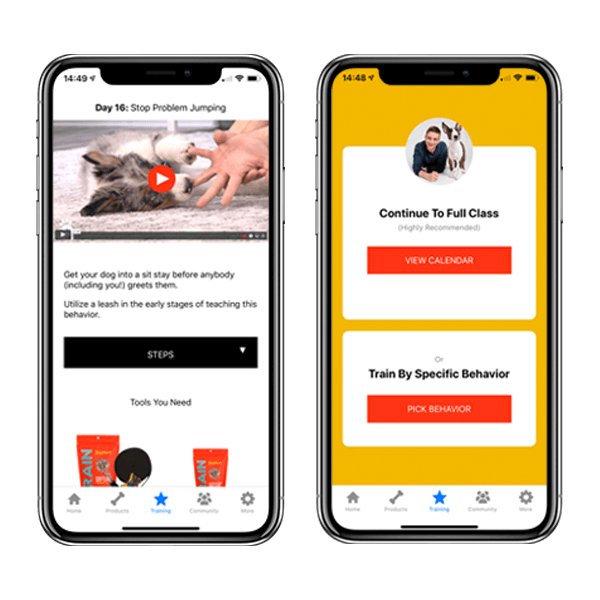 14:49
Day 16: Stop Problem Jumping
Get your dog into a sit stay before anybody
(including you!) greets them.
Utilize a leash in the early stages of teaching this
behavior.
STEPS
Tools You Need
RAIN
RAIN
Home
Products
Training
Community
More
14:48
Continue To Full Class
(Highly Recommended)
VIEW CALENDAR
Or
Train By Specific Behavior
PICK BEHAVIOR
Home
Products
Training
Community
More